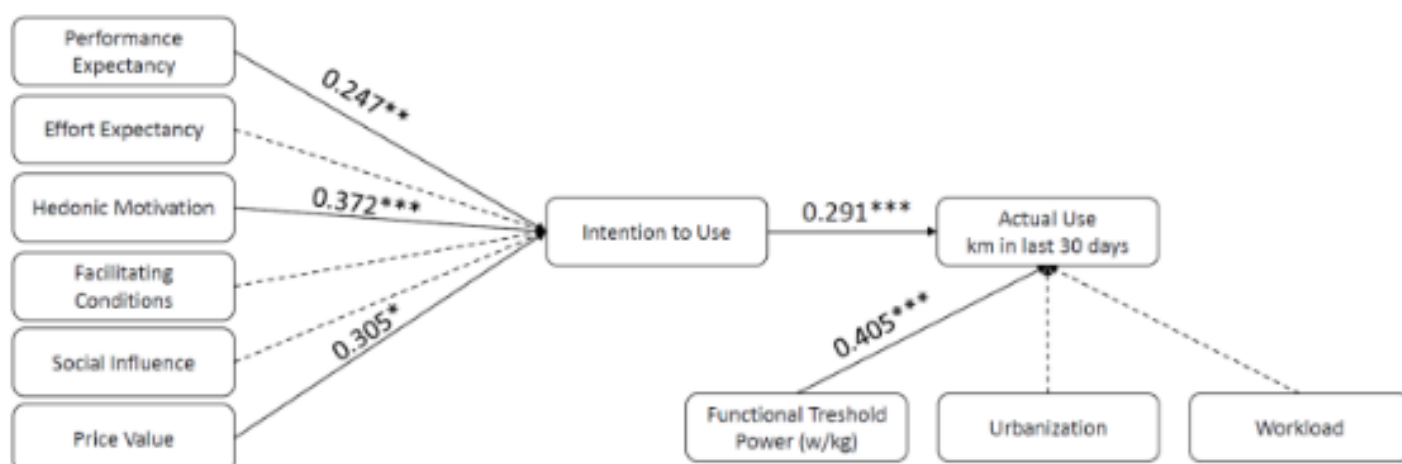 Performance
Expectancy
0.247**
Effort Expectancy
Hedonic Motivation
0.372***
Intention to Use
0.291***
Actual Use
km in last 30 days
Facilitating
Conditions
0.305*
0.405***
Social Influence
Price Value
Functional Treshold
Power (w/kg)
Urbanization
Workload